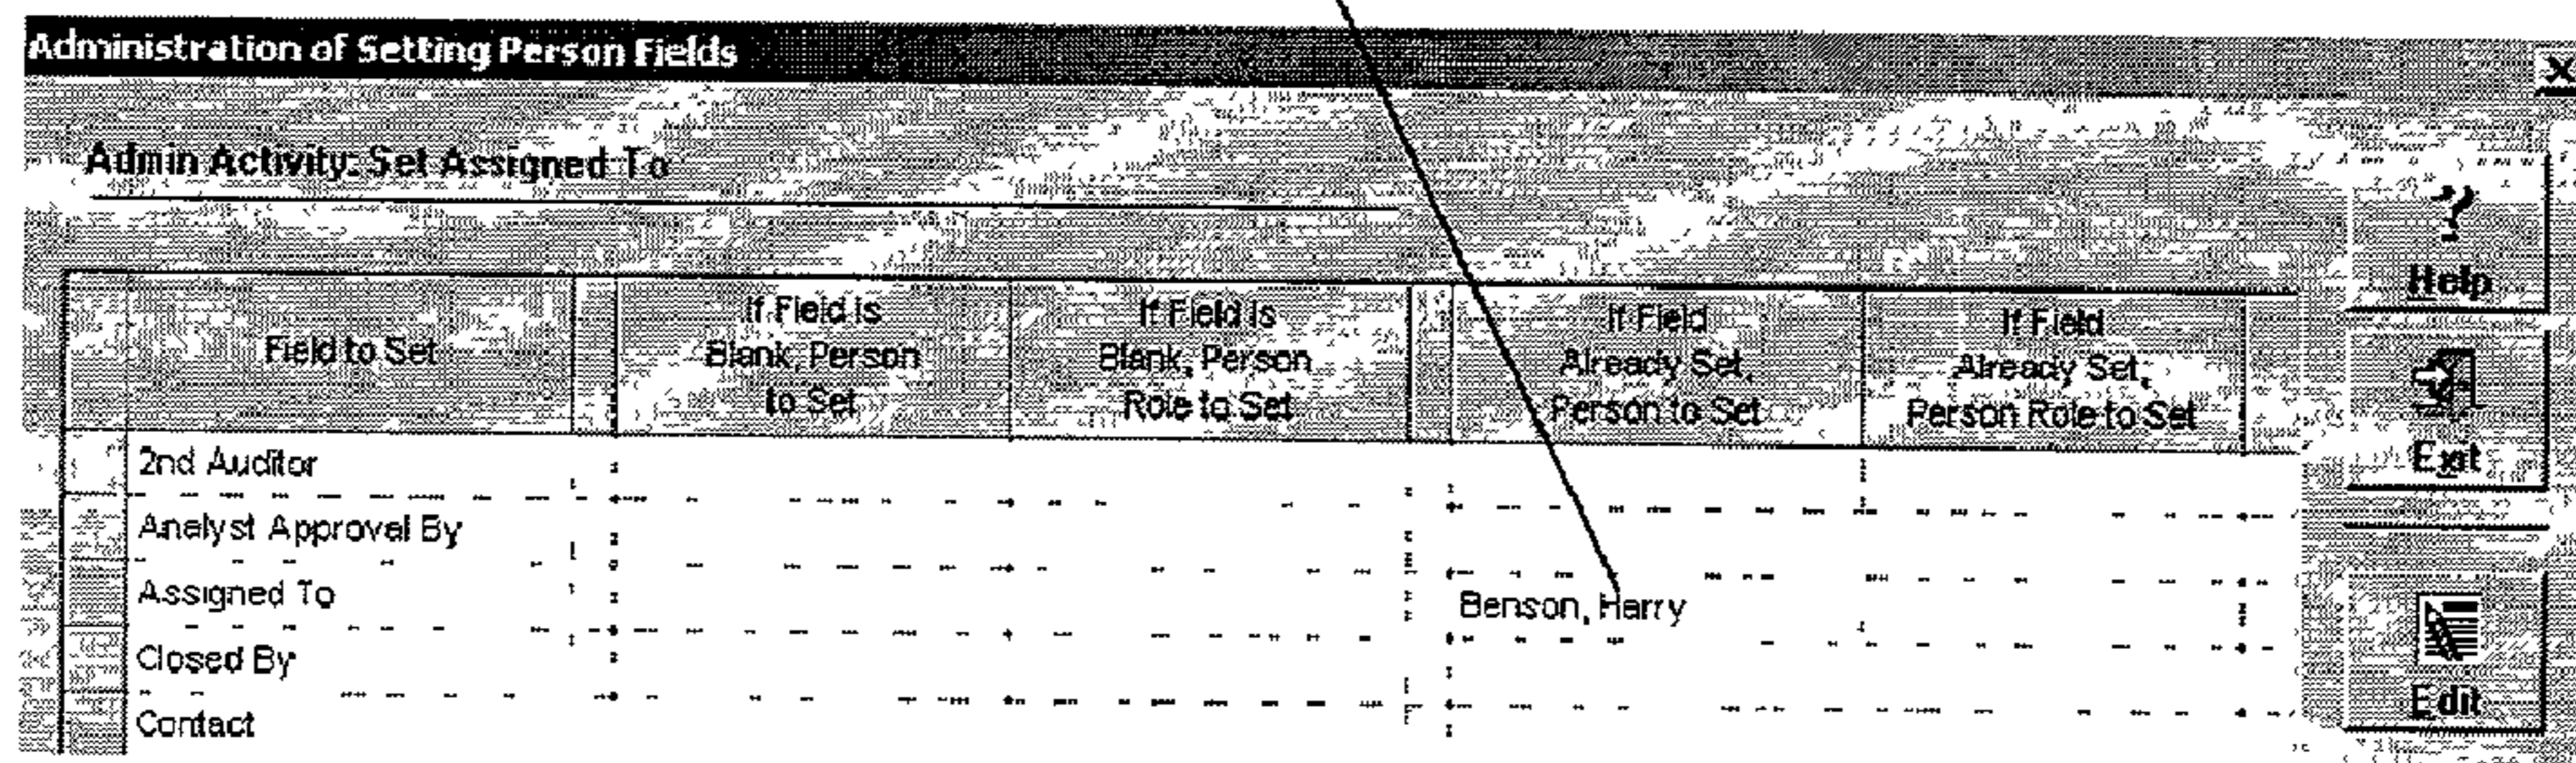 Administration of Setting Person Fields
Admin Activity: Set Assigned To
Field to Set
If Field is
Blank, Person
to Set
If Field is
Blank, Person
Role to Set
If Field
Already Set,
Person to Set
If Field
Already Set,
Person Role to Set
2nd Auditor
Analyst Approval By
Assigned To
Benson, Harry
Closed By
Contact
?
Help
Exit
Edit